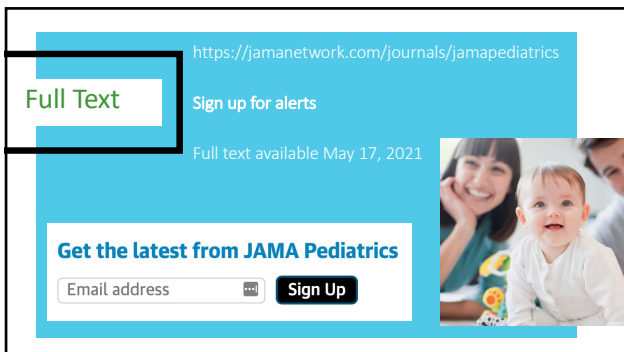 https://jamanetwork.com/journals/jamapediatrics
Full Text
Sign up for alerts
Full text available May 17, 2021
Get the latest from JAMA Pediatrics
Email address
Sign Up